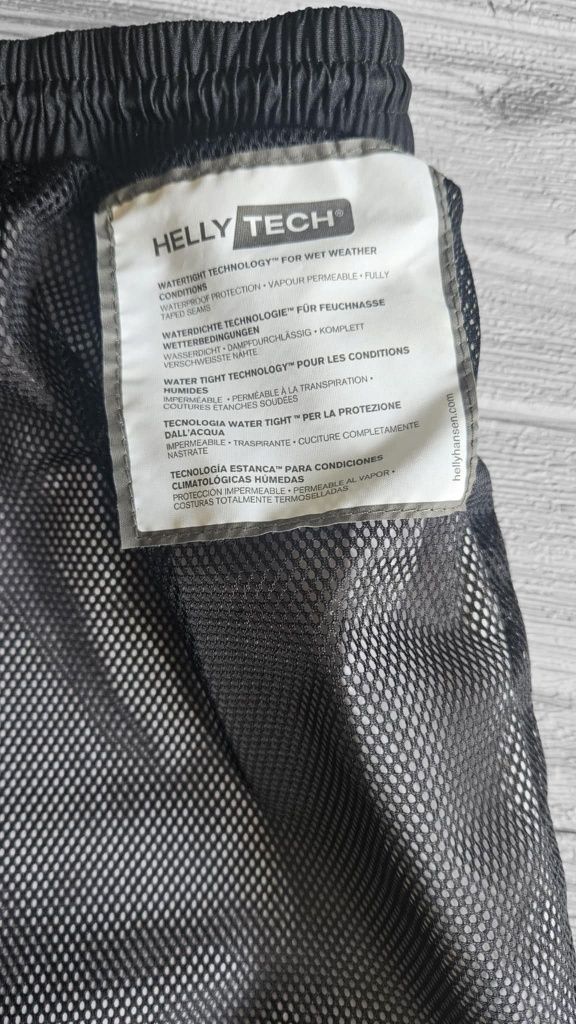 HELLY TECH®
WATERTIGHT TECHNOLOGY™ FOR WET WEATHER
CONDITIONS
WATERPROOF PROTECTION • VAPOUR PERMEABLE • FULLY
TAPED SEAMS
WATERDICHTE TECHNOLOGIE™ FÜR FEUCHNASSE
WETTERBEDINGUNGEN
WASSERDICHT • DAMPFDURCHLÄSSIG • KOMPLETT
VERSCHWEISSTE NÄHTE
WATER TIGHT TECHNOLOGY™ POUR LES CONDITIONS
HUMIDES
IMPERMÉABLE • PERMÉABLE À LA TRANSPIRATION •
COUTURES ÉTANCHES SOUDÉES
TECNOLOGIA WATER TIGHT ™ PER LA PROTEZIONE
DALL'ACQUA
IMPERMEABILE • TRASPIRANTE • CUCITURE COMPLETAMENTE
NASTRATE
TECNOLOGÍA ESTANCA™ PARA CONDICIONES
CLIMATOLÓGICAS HÚMEDAS
PROTECCIÓN IMPERMEABLE • PERMEABLE AL VAPOR •
COSTURAS TOTALMENTE TERMOSELLADAS
hellyhansen.com